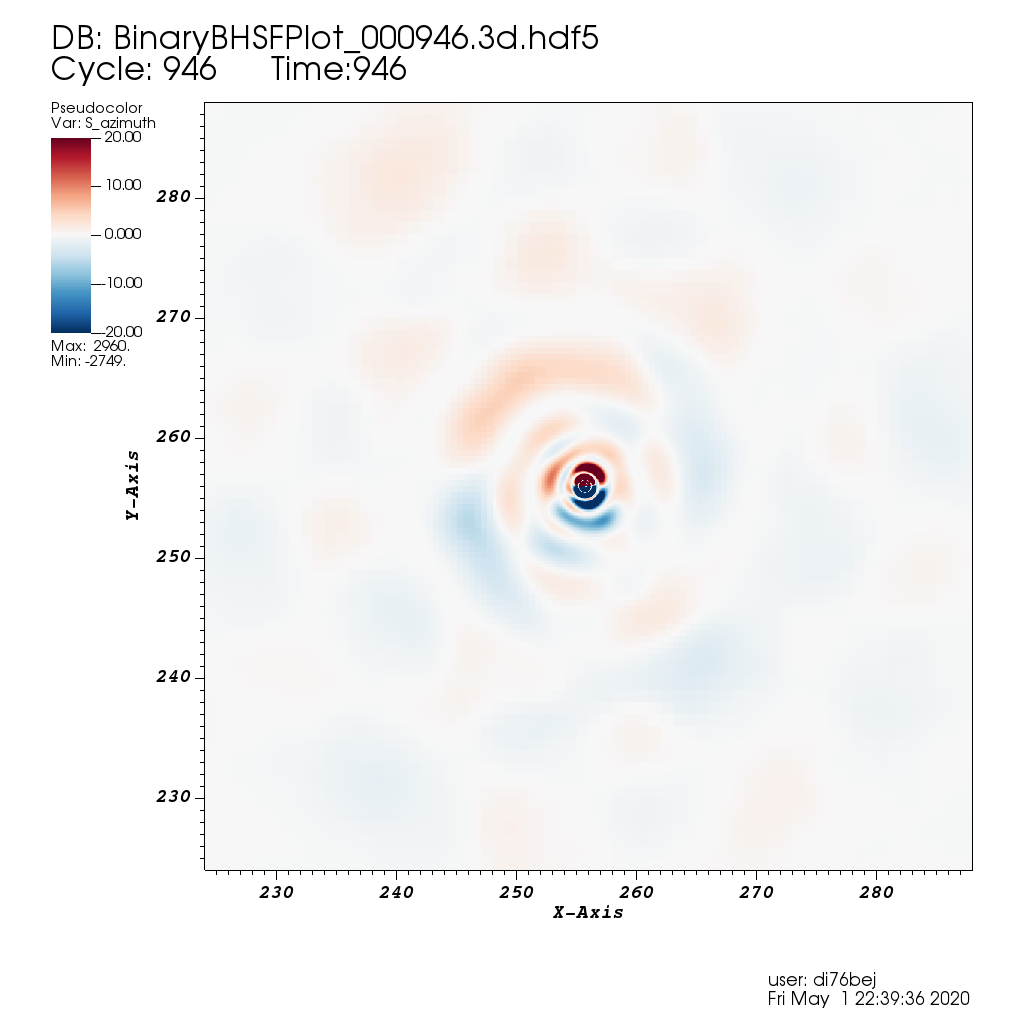 DB: BinaryBHSFPlot_000946.3d.hdf5
Cycle: 946 Time:946
Pseudocolor
Var: S_azimuth
20.00
10.00
0.000
-10.00
-20.00
Max: 2960.
Min: -2749.
280
270
260
250
240
230
Y-Axis
230 240 250 260 270 280
X-Axis
user: di76bej
Fri May 1 22:39:36 2020